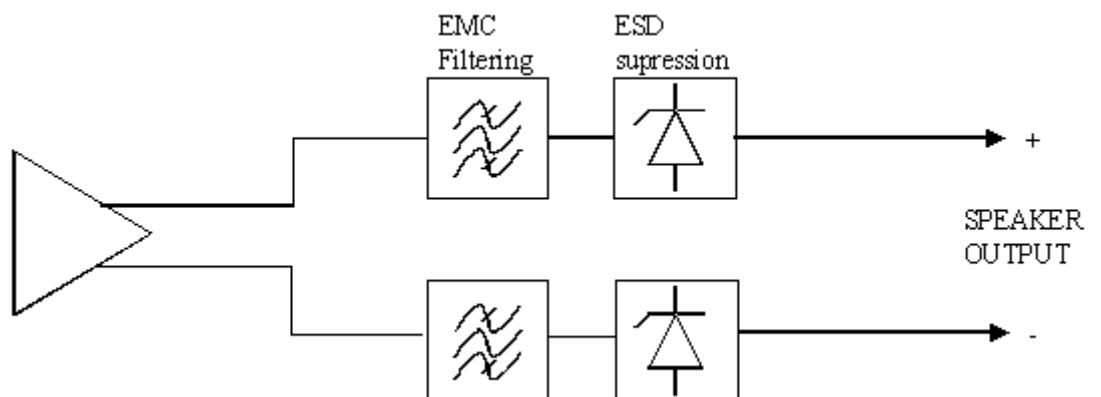 EMC
Filtering
ESD
supression
+
SPEAKER
OUTPUT
-